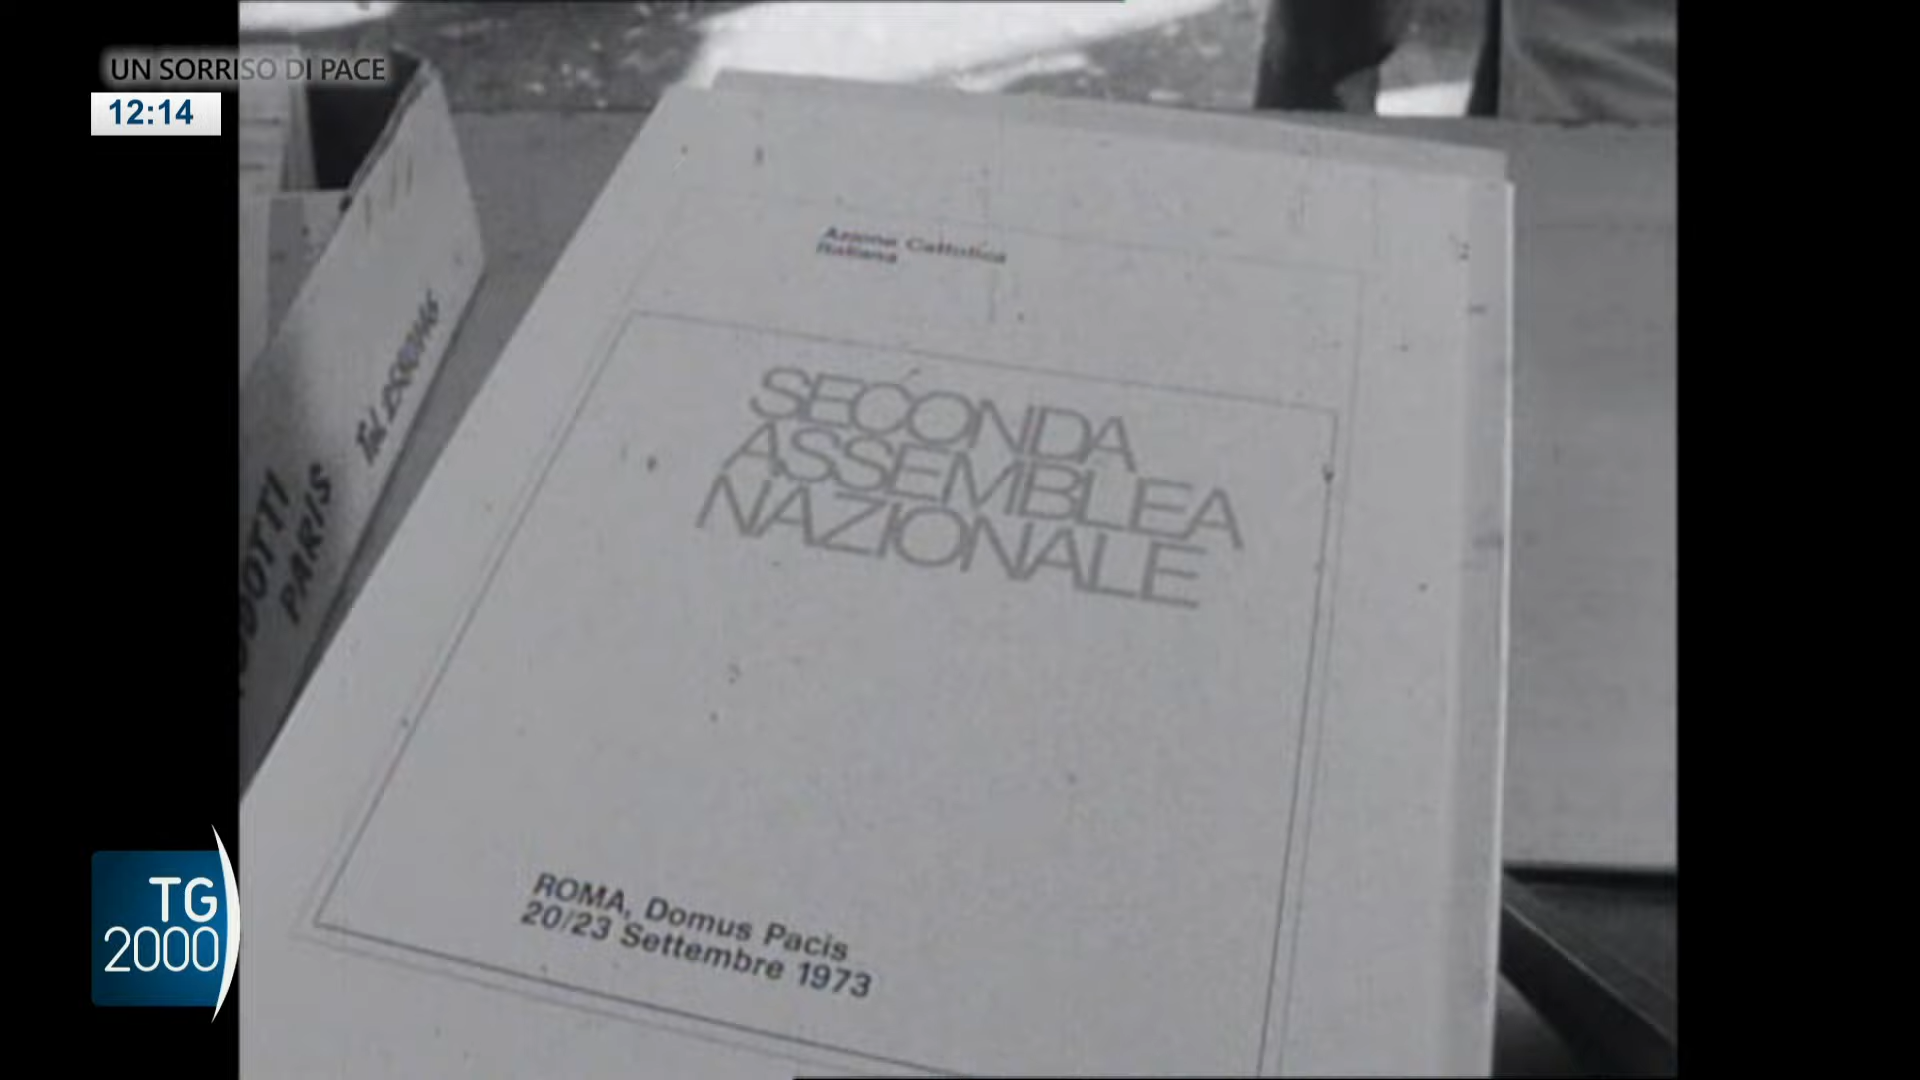 UN SORRISO DI PACE
12:14
Azione Cattolica
Italiana
SECONDA
ASSEMBLEA
NAZIONALE
ROMA, Domus Pacis
20/23 Settembre 1973
PARIS
TG
2000